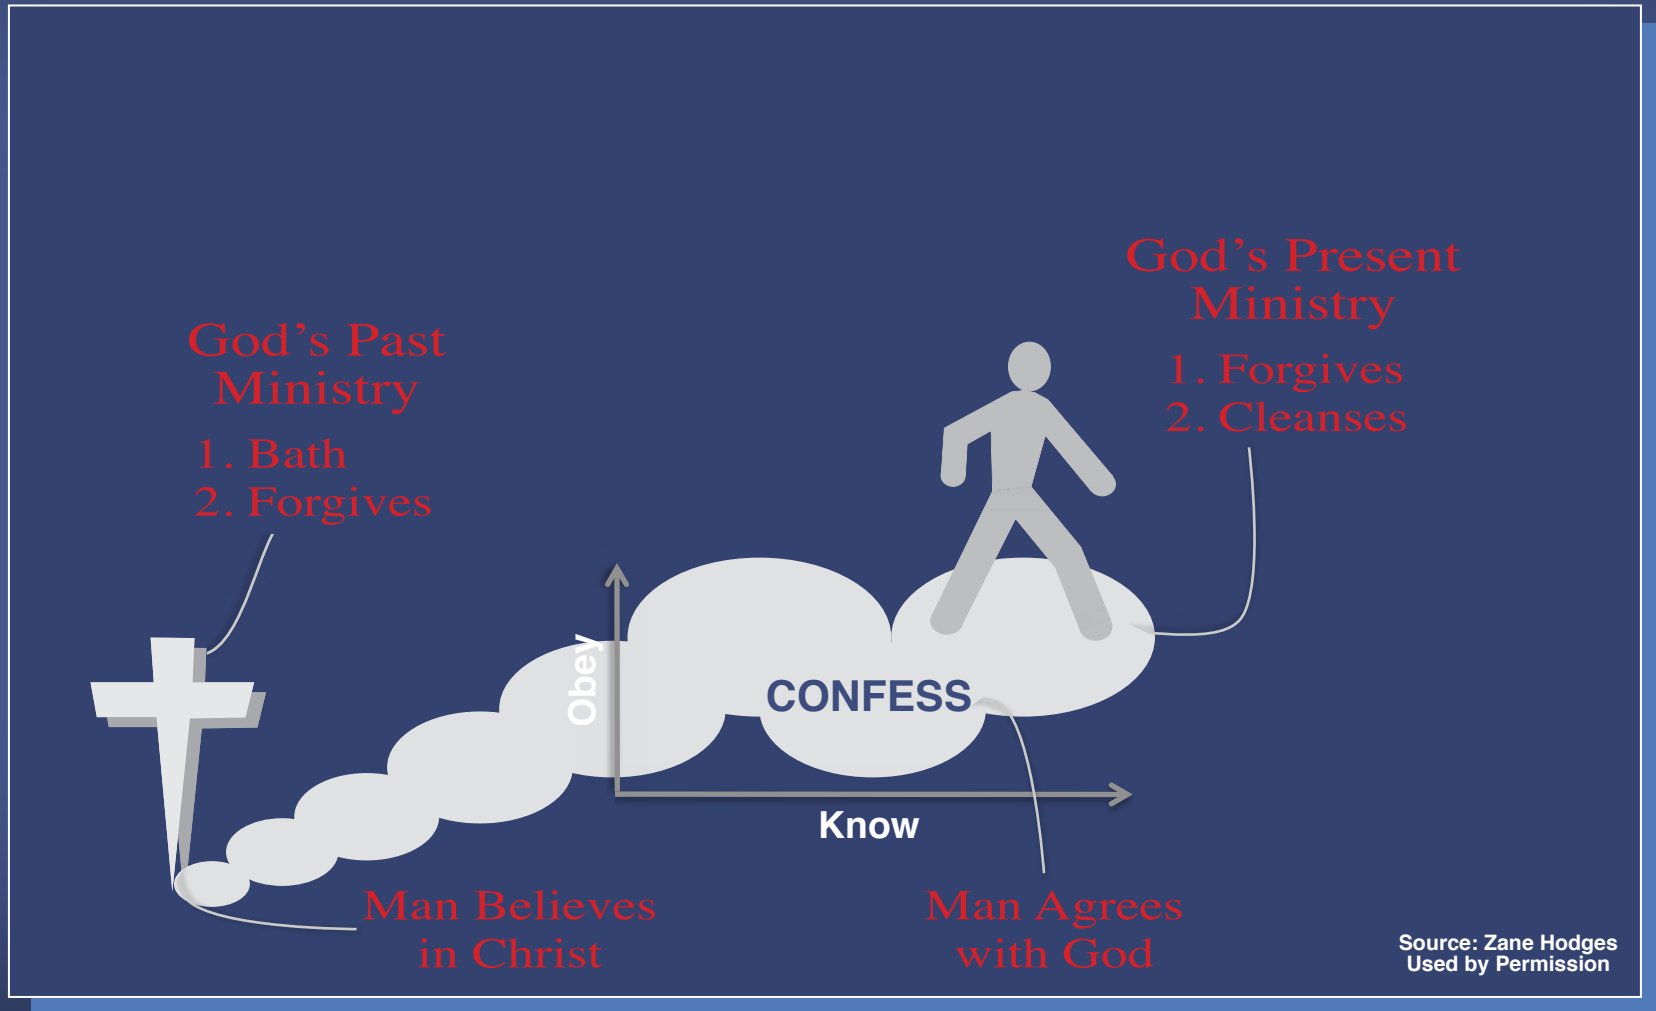 God’s Present
Ministry
1. Forgives
2. Cleanses
God’s Past
Ministry
1. Bath
2. Forgives
Obey
CONFESS
Know
Man Believes
in Christ
Man Agrees
with God
Source: Zane Hodges
Used by Permission